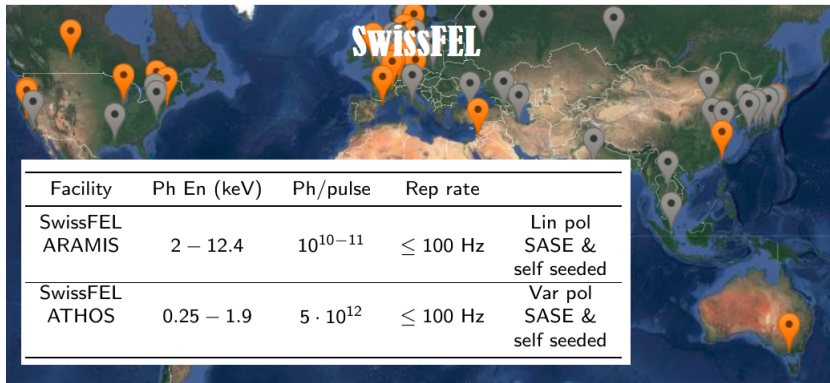 SwissFEL
Facility Ph En (keV) Ph/pulse Rep rate
SwissFEL Lin pol
ARAMIS 2 – 12.4 10^{10−11} ≤ 100 Hz SASE &
self seeded
SwissFEL Var pol
ATHOS 0.25 – 1.9 5 · 10^{12} ≤ 100 Hz SASE &
self seeded